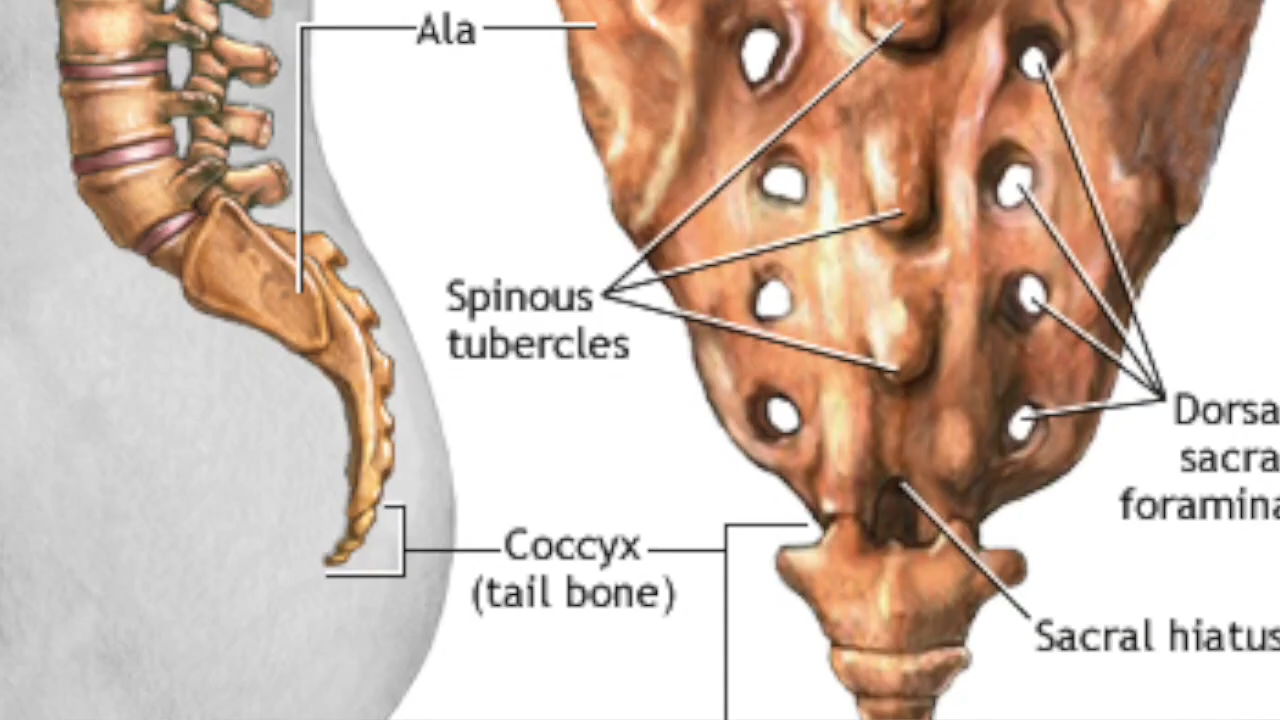 Ala
Spinous
tubercles
Dorsa
sacra
foramina
Coccyx
(tail bone)
Sacral hiatus